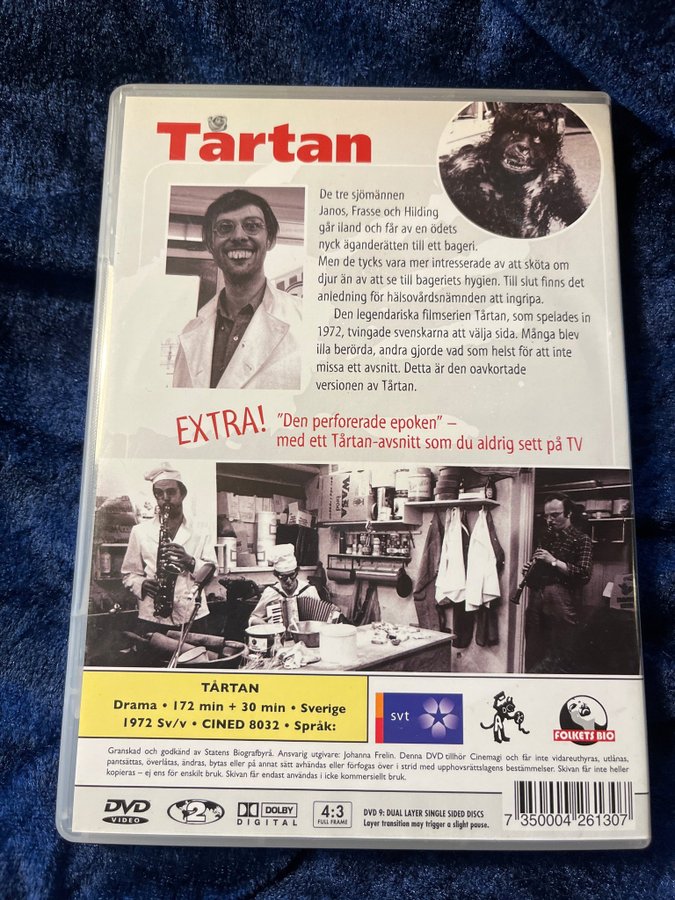 Tårtan
De tre sjömännen
Janos, Frasse och Hilding
går iland och får av en ödets
nyck äganderätten till ett bageri.
Men de tycks vara mer intresserade av att sköta om
djur än av att se till bageriets hygien. Till slut finns det
anledning för hälsovårdsnämnden att ingripa.
Den legendariska filmserien Tårtan, som spelades in
1972, tvingade svenskarna att välja sida. Många blev
illa berörda, andra gjorde vad som helst för att inte
missa ett avsnitt. Detta är den oavkortade
versionen av Tårtan.
EXTRA! "Den perforerade epoken" –
med ett Tårtan-avsnitt som du aldrig sett på TV
WASA
TÅRTAN
Drama • 172 min + 30 min • Sverige
1972 Sv/v • CINED 8032 • Språk:
svt
FOLKETS BIO
Granskad och godkänd av Statens Biografbyrå. Ansvarig utgivare: Johanna Frelin. Denna DVD tillhör Cinemagi och får inte vidareuthyras, utlånas,
pantsättas, överlåtas, ändras, bytas eller på annat sätt avhändas eller förfogas över i strid med upphovsrättslagens bestämmelser. Skivan får inte heller
kopieras – ej ens för enskilt bruk. Skivan får endast användas i icke kommersiellt bruk.
DVD
VIDEO
2
DOLBY
DIGITAL
4:3
FULL FRAME
DVD 9: DUAL LAYER SINGLE SIDED DISCS
Layer transition may trigger a slight pause.
7 350004 261307